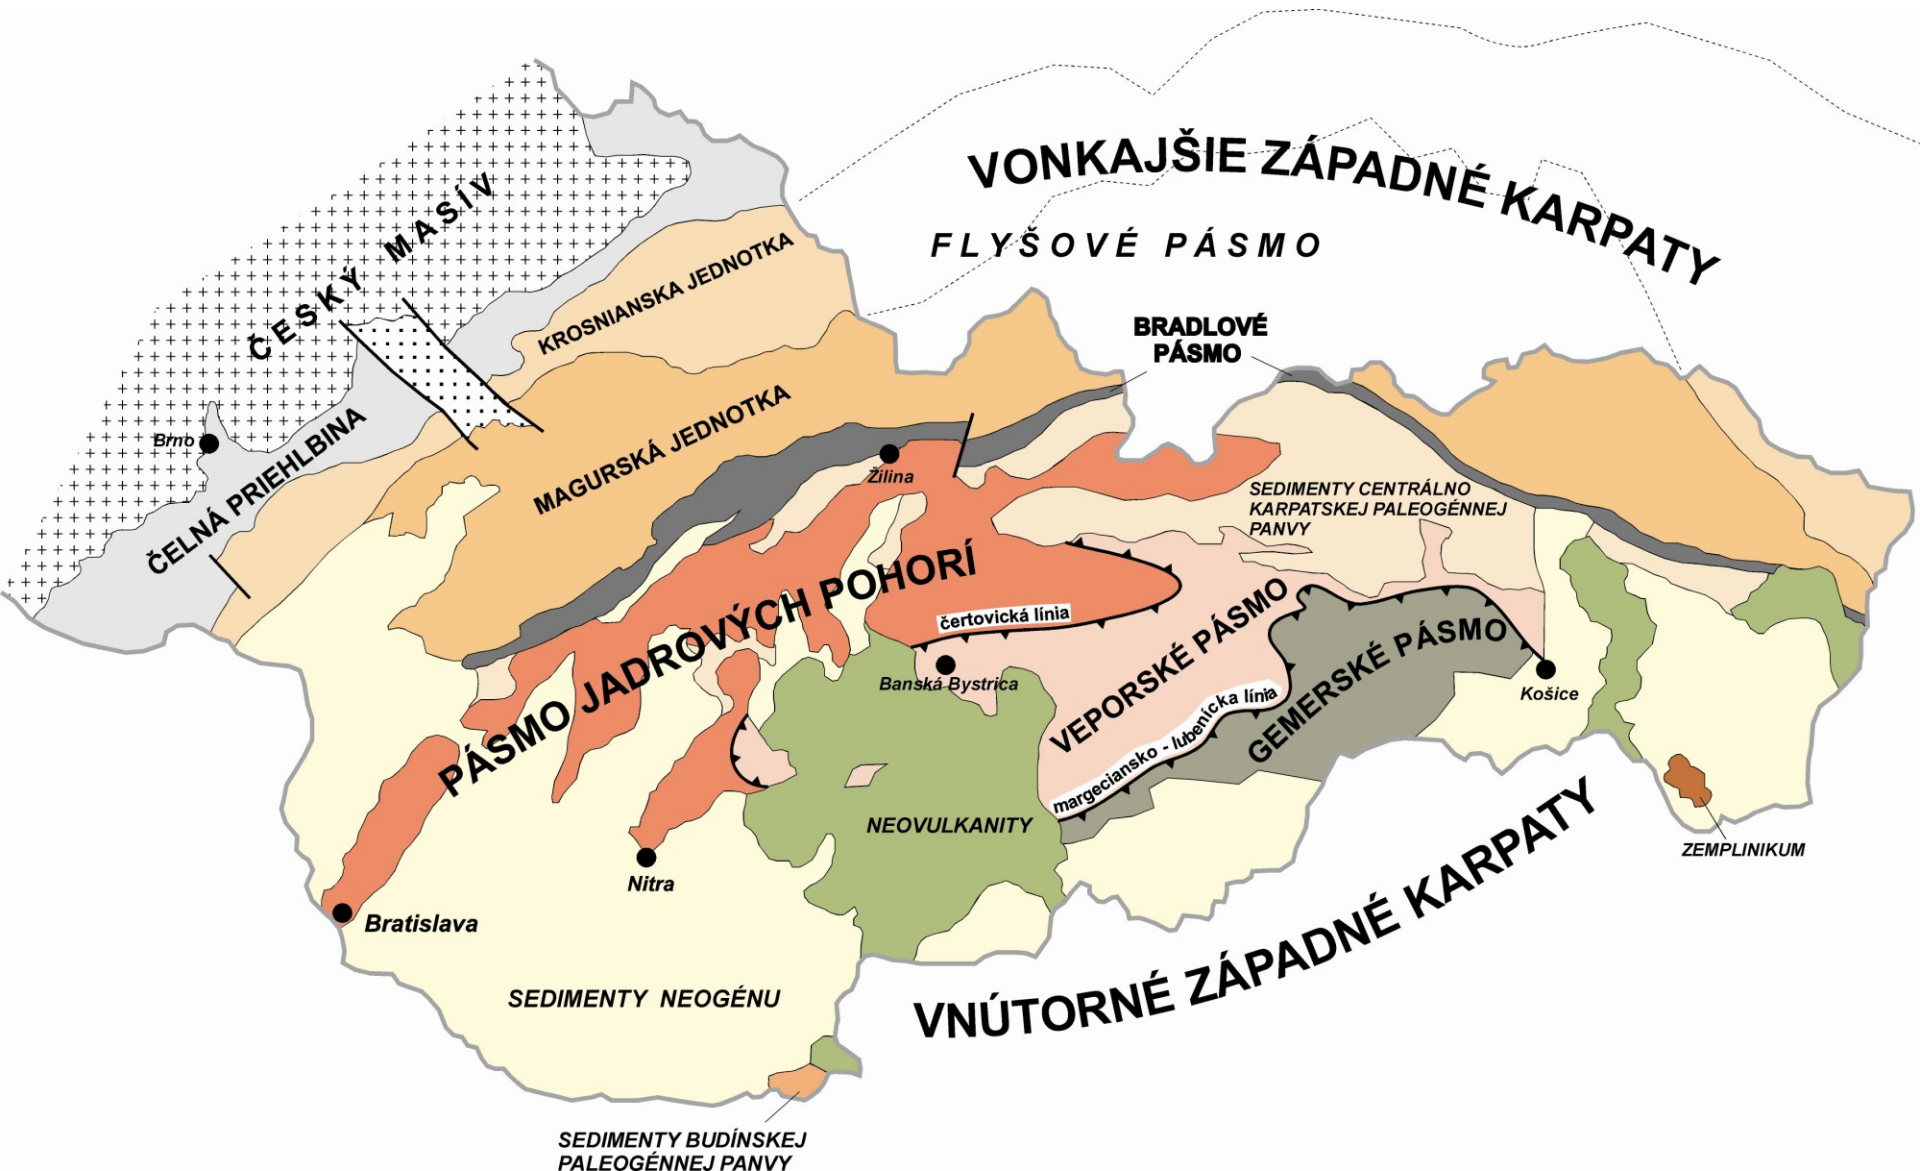 VONKAJŠIE ZÁPADNÉ KARPATY
FLYŠOVÉ PÁSMO
ČESKÝ MASÍV
KROSNIANSKA JEDNOTKA
BRADLOVÉ
PÁSMO
MAGURSKÁ JEDNOTKA
Brno
ČELNÁ PRIEHLBINA
Žilina
SEDIMENTY CENTRÁLNO
KARPATSKEJ PALEOGÉNNEJ
PANVY
PÁSMO JADROVÝCH POHORÍ
čertovická línia
VEPORSKÉ PÁSMO
GEMERSKÉ PÁSMO
Banská Bystrica
Košice
margeciansko - lubenícka línia
NEOVULKANITY
ZEMPLINIKUM
Nitra
Bratislava
SEDIMENTY NEOGÉNU
VNÚTORNÉ ZÁPADNÉ KARPATY
SEDIMENTY BUDÍNSKEJ
PALEOGÉNNEJ PANVY